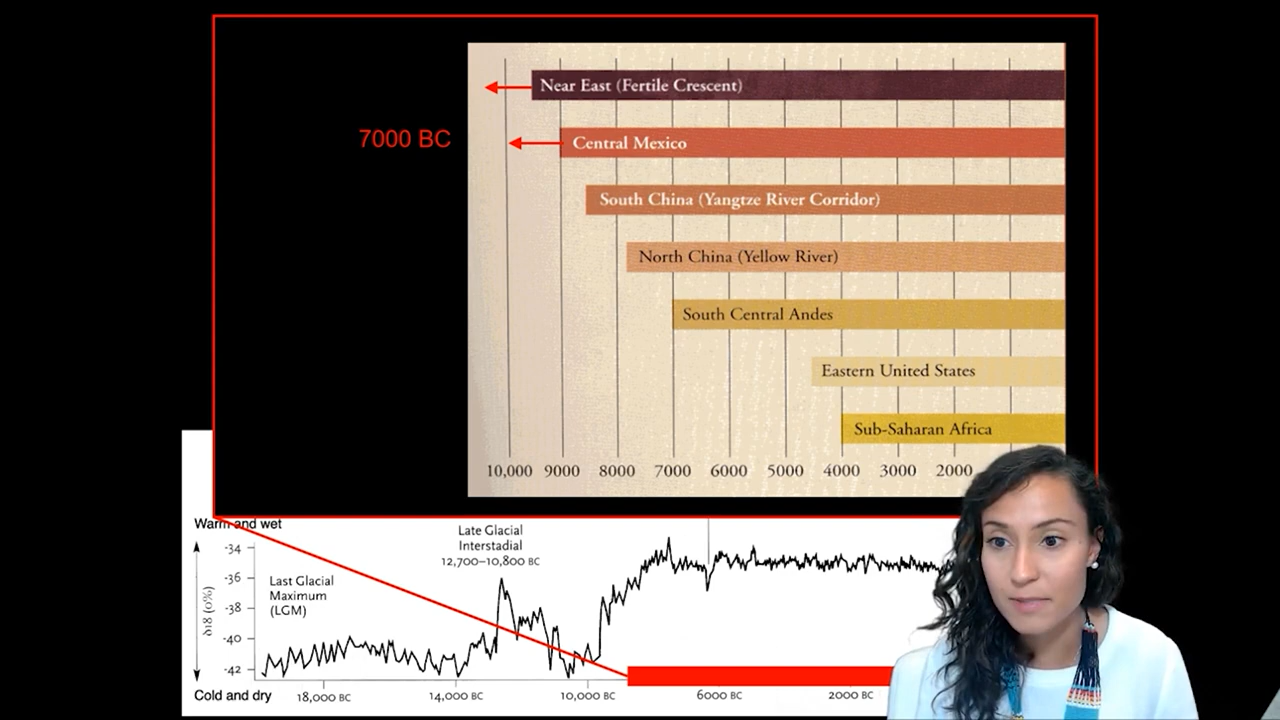 Near East (Fertile Crescent)
7000 BC
Central Mexico
South China (Yangtze River Corridor)
North China (Yellow River)
South Central Andes
Eastern United States
Sub-Saharan Africa
10,000 9000 8000 7000 6000 5000 4000 3000 2000
Warm and wet
Late Glacial
Interstadial
12,700–10,800 BC
-34
-36
-38
-40
-42
δ18 (0%)
Last Glacial
Maximum
(LGM)
Cold and dry
18,000 BC 14,000 BC 10,000 BC 6000 BC 2000 BC